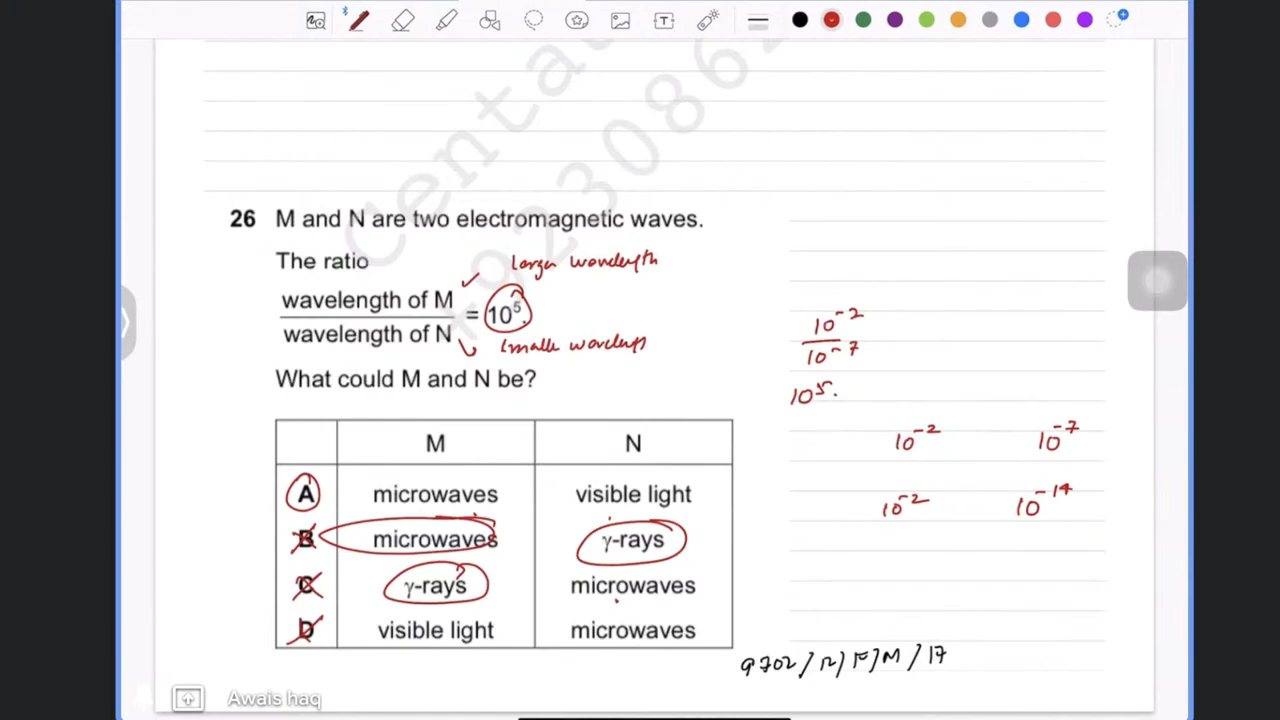 Centa
+9230862
26 M and N are two electromagnetic waves.
The ratio
larger wavelength
wavelength of M
wavelength of N
= 10⁵.
smaller
What could M and N be?
10⁻²
10⁻⁷
10⁵.
10⁻² 10⁻⁷
10⁻² 10⁻¹⁴
M N
A microwaves visible light
B microwaves γ-rays
C γ-rays microwaves
D visible light microwaves
9702/12/F/M/17
Awais haq
T